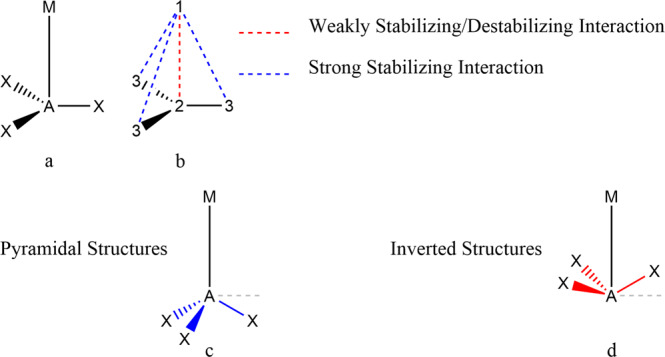 M
X
A
X
X
a
1
3
2
3
3
b
Weakly Stabilizing/Destabilizing Interaction
Strong Stabilizing Interaction
Pyramidal Structures
M
A
X
X
X
c
Inverted Structures
M
X
X
X
A
d